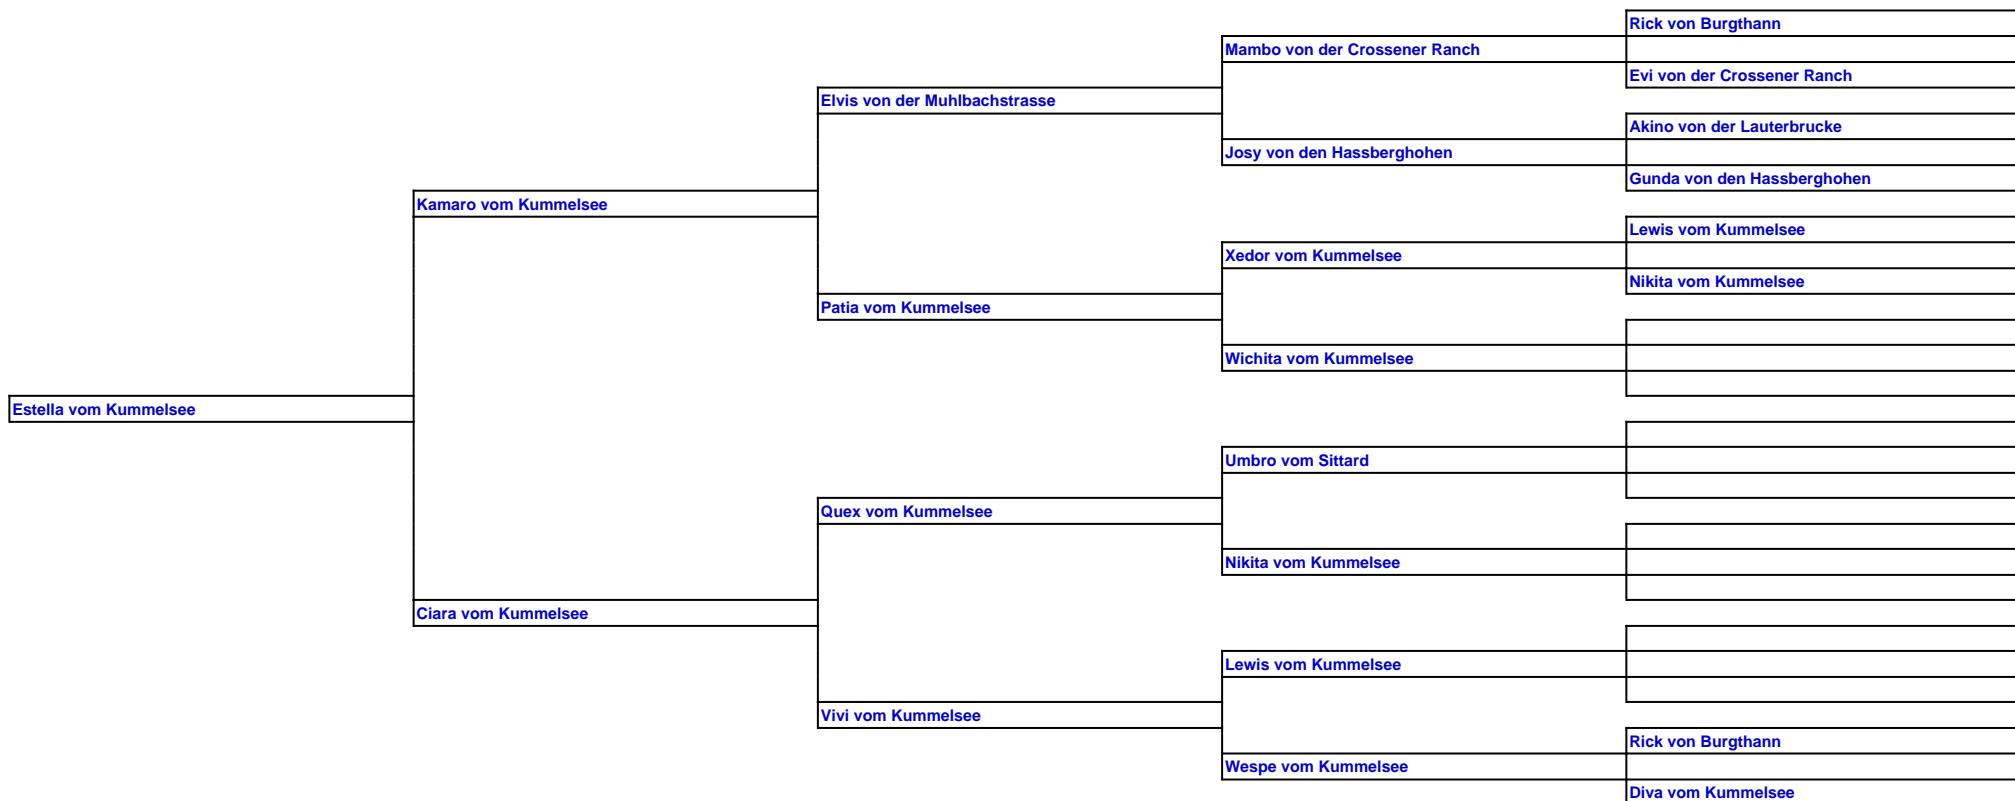 Rick von Burgthann
Mambo von der Crossener Ranch
Evi von der Crossener Ranch
Elvis von der Muhlbachstrasse
Akino von der Lauterbrucke
Josy von den Hassberghohen
Gunda von den Hassberghohen
Kamaro vom Kummelsee
Lewis vom Kummelsee
Xedor vom Kummelsee
Nikita vom Kummelsee
Patia vom Kummelsee
Wichita vom Kummelsee
Estella vom Kummelsee
Umbro vom Sittard
Quex vom Kummelsee
Nikita vom Kummelsee
Ciara vom Kummelsee
Lewis vom Kummelsee
Vivi vom Kummelsee
Rick von Burgthann
Wespe vom Kummelsee
Diva vom Kummelsee